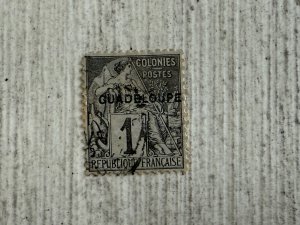 COLONIES
POSTES
GUADELOUPE
1
RÉPUBLIQUE FRANÇAISE